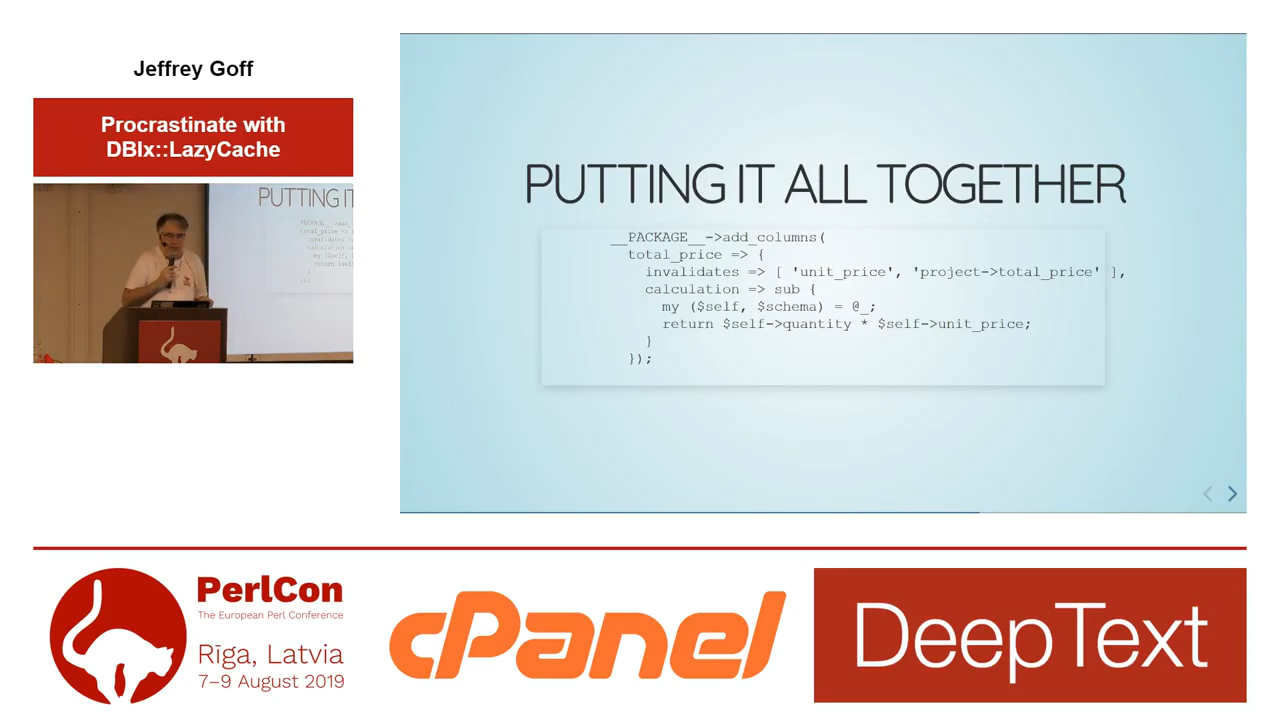 Jeffrey Goff
Procrastinate with
DBIx::LazyCache
PUTTING IT
PUTTING IT ALL TOGETHER
__PACKAGE__->add_columns(
total_price => {
invalidates => [ 'unit_price', 'project->total_price' ],
calculation => sub {
my ($self, $schema) = @_;
return $self->quantity * $self->unit_price;
}
});
PerlCon
The European Perl Conference
Rīga, Latvia
7–9 August 2019
cPanel
DeepText